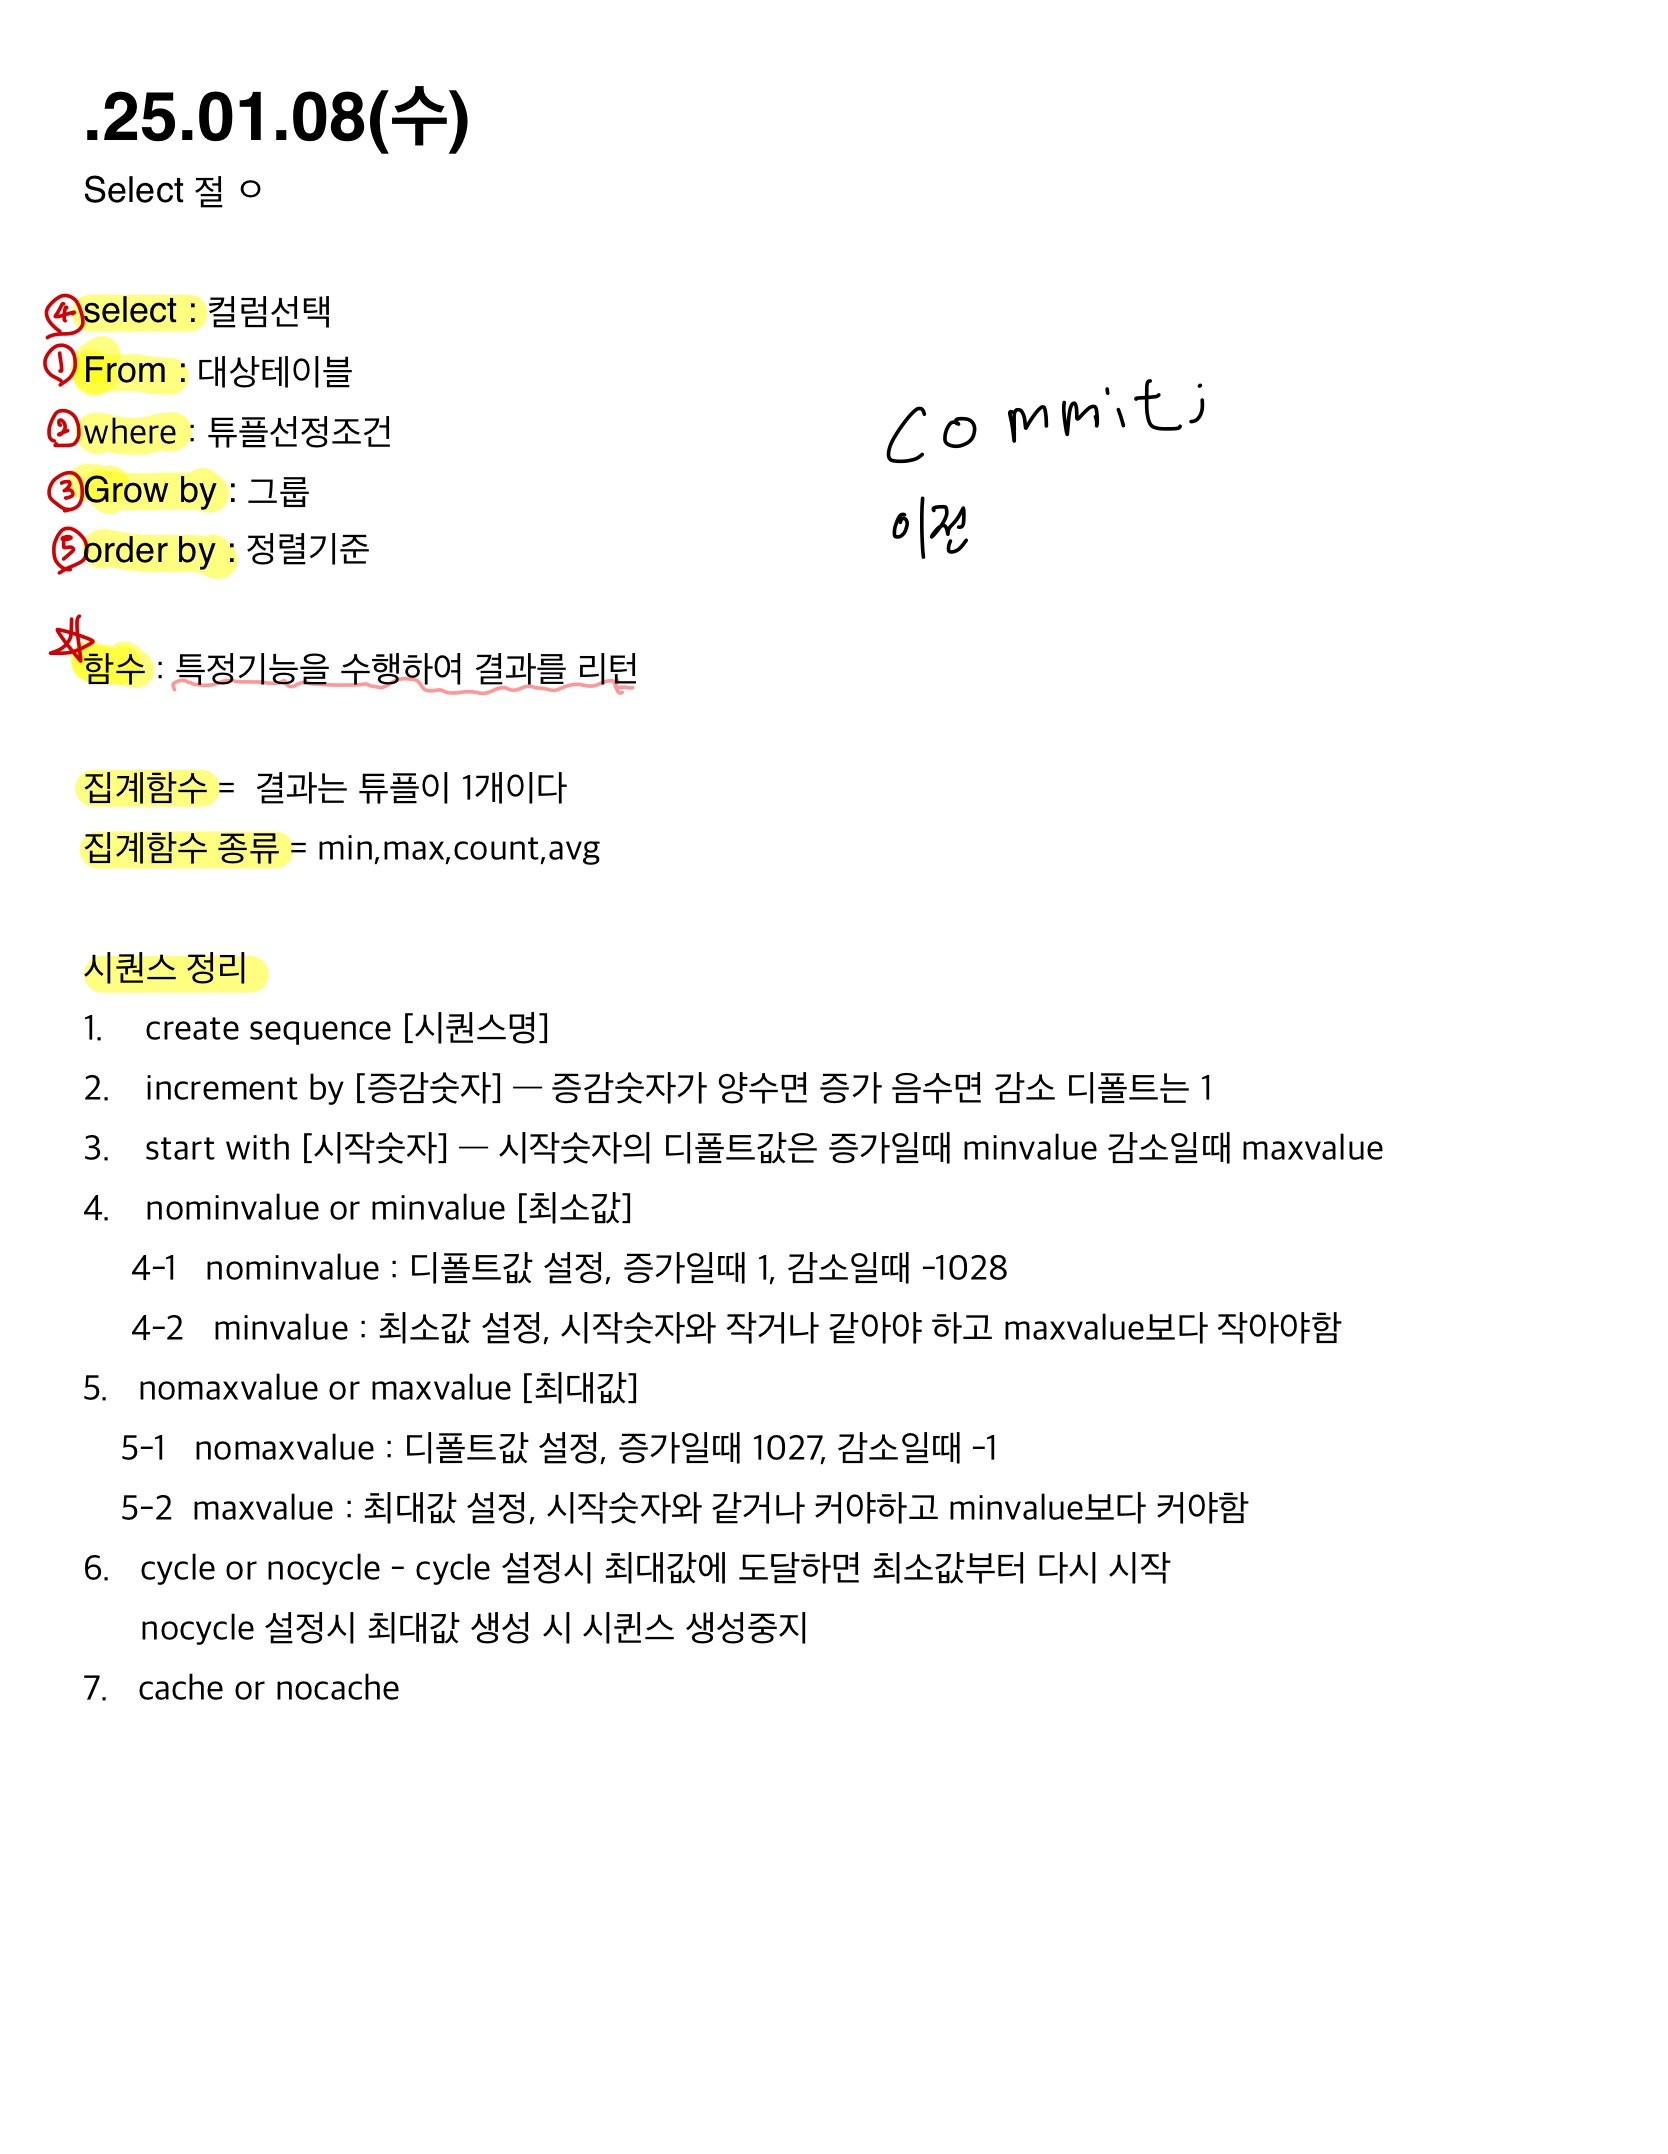 .25.01.08(수)
Select 절 ㅇ
④ select : 컬럼선택
① From : 대상테이블
② where : 튜플선정조건
③ Grow by : 그룹
⑤ order by : 정렬기준
commit;
이전
함수 : 특정기능을 수행하여 결과를 리턴
집계함수 = 결과는 튜플이 1개이다
집계함수 종류 = min,max,count,avg
시퀀스 정리
1. create sequence [시퀀스명]
2. increment by [증감숫자] — 증감숫자가 양수면 증가 음수면 감소 디폴트는 1
3. start with [시작숫자] — 시작숫자의 디폴트값은 증가일때 minvalue 감소일때 maxvalue
4. nominvalue or minvalue [최소값]
4-1 nominvalue : 디폴트값 설정, 증가일때 1, 감소일때 -1028
4-2 minvalue : 최소값 설정, 시작숫자와 작거나 같아야 하고 maxvalue보다 작아야함
5. nomaxvalue or maxvalue [최대값]
5-1 nomaxvalue : 디폴트값 설정, 증가일때 1027, 감소일때 -1
5-2 maxvalue : 최대값 설정, 시작숫자와 같거나 커야하고 minvalue보다 커야함
6. cycle or nocycle - cycle 설정시 최대값에 도달하면 최소값부터 다시 시작
nocycle 설정시 최대값 생성 시 시퀸스 생성중지
7. cache or nocache